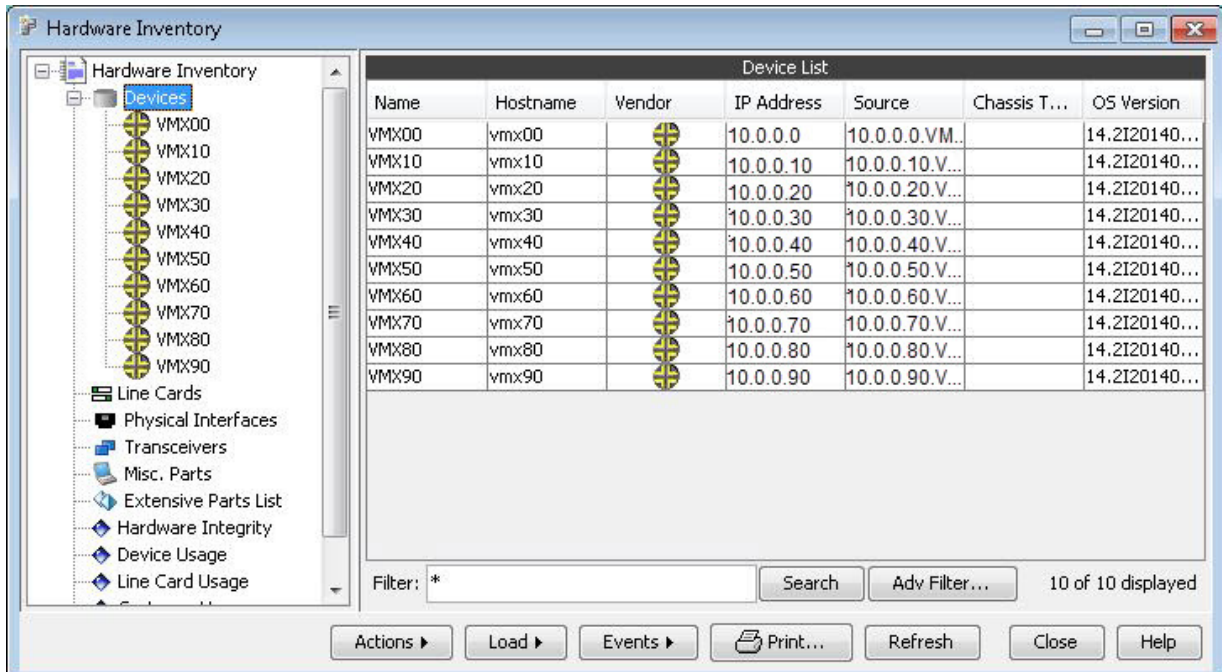 Hardware Inventory
Hardware Inventory
Devices
VMX00
VMX10
VMX20
VMX30
VMX40
VMX50
VMX60
VMX70
VMX80
VMX90
Line Cards
Physical Interfaces
Transceivers
Misc. Parts
Extensive Parts List
Hardware Integrity
Device Usage
Line Card Usage
Device List
Name Hostname Vendor IP Address Source Chassis T... OS Version
VMX00 vmx00 10.0.0.0 10.0.0.0.VM.. 14.2I20140...
VMX10 vmx10 10.0.0.10 10.0.0.10.V... 14.2I20140...
VMX20 vmx20 10.0.0.20 10.0.0.20.V... 14.2I20140...
VMX30 vmx30 10.0.0.30 10.0.0.30.V... 14.2I20140...
VMX40 vmx40 10.0.0.40 10.0.0.40.V... 14.2I20140...
VMX50 vmx50 10.0.0.50 10.0.0.50.V... 14.2I20140...
VMX60 vmx60 10.0.0.60 10.0.0.60.V... 14.2I20140...
VMX70 vmx70 10.0.0.70 10.0.0.70.V... 14.2I20140...
VMX80 vmx80 10.0.0.80 10.0.0.80.V... 14.2I20140...
VMX90 vmx90 10.0.0.90 10.0.0.90.V... 14.2I20140...
Filter: * Search Adv Filter... 10 of 10 displayed
Actions Load Events Print... Refresh Close Help